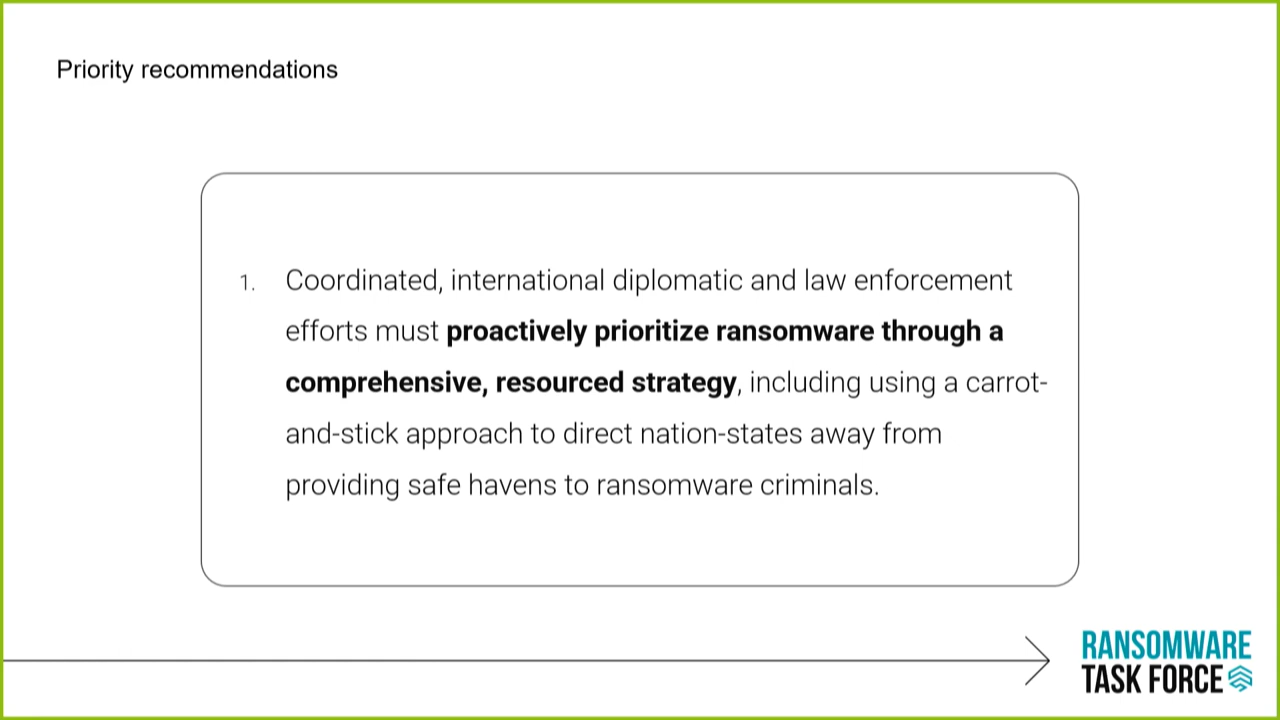 Priority recommendations
1. Coordinated, international diplomatic and law enforcement
efforts must proactively prioritize ransomware through a
comprehensive, resourced strategy, including using a carrot-
and-stick approach to direct nation-states away from
providing safe havens to ransomware criminals.
RANSOMWARE
TASK FORCE